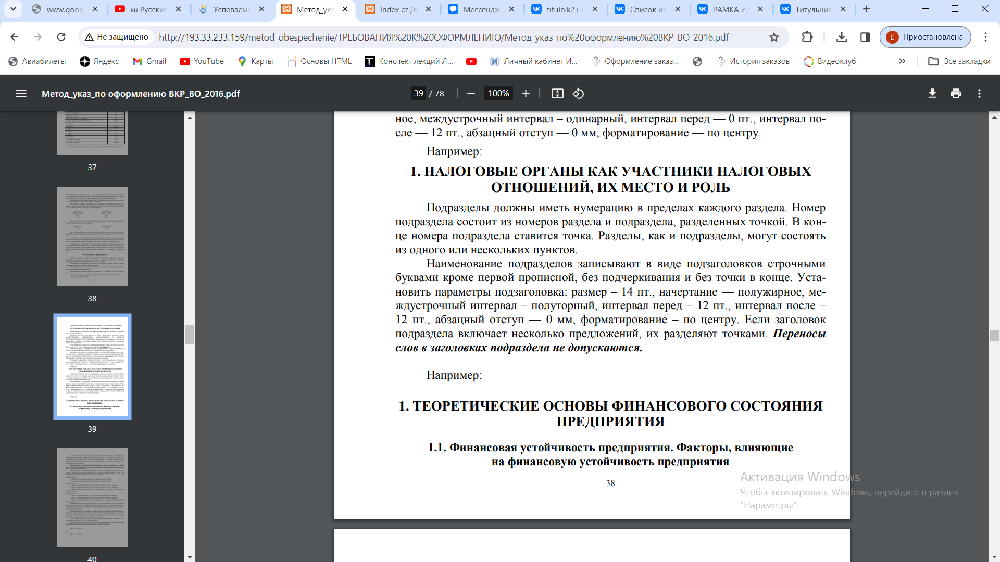 www.goog
RU Русские
Успеваемо
Метод_ука
Index of /m
Мессендж
titulnik2+.
Список ис
РАМКА к
Титульник
Не защищено
http://193.33.233.159/metod_obespechenie/ТРЕБОВАНИЯ%20К%20ОФОРМЛЕНИЮ/Метод_указ_по%20оформлению%20ВКР_ВО_2016.pdf
E Приостановлена
Авиабилеты
Яндекс
Gmail
YouTube
Карты
Основы HTML
Конспект лекций Л...
Личный кабинет И...
Оформление заказ...
История заказов
Видеоклуб
Все закладки
Метод_указ_по оформлению ВКР_ВО_2016.pdf
39 / 78
100%
37
38
39
40
ное, междустрочный интервал – одинарный, интервал перед — 0 пт., интервал по-
сле — 12 пт., абзацный отступ — 0 мм, форматирование — по центру.
Например:
1. НАЛОГОВЫЕ ОРГАНЫ КАК УЧАСТНИКИ НАЛОГОВЫХ
ОТНОШЕНИЙ, ИХ МЕСТО И РОЛЬ
Подразделы должны иметь нумерацию в пределах каждого раздела. Номер
подраздела состоит из номеров раздела и подраздела, разделенных точкой. В кон-
це номера подраздела ставится точка. Разделы, как и подразделы, могут состоять
из одного или нескольких пунктов.
Наименование подразделов записывают в виде подзаголовков строчными
буквами кроме первой прописной, без подчеркивания и без точки в конце. Уста-
новить параметры подзаголовка: размер – 14 пт., начертание — полужирное, ме-
ждустрочный интервал – полуторный, интервал перед – 12 пт., интервал после –
12 пт., абзацный отступ — 0 мм, форматирование – по центру. Если заголовок
подраздела включает несколько предложений, их разделяют точками. Переносы
слов в заголовках подраздела не допускаются.
Например:
1. ТЕОРЕТИЧЕСКИЕ ОСНОВЫ ФИНАНСОВОГО СОСТОЯНИЯ
ПРЕДПРИЯТИЯ
1.1. Финансовая устойчивость предприятия. Факторы, влияющие
на финансовую устойчивость предприятия
38
Активация Windows
Чтобы активировать Windows, перейдите в раздел
"Параметры".